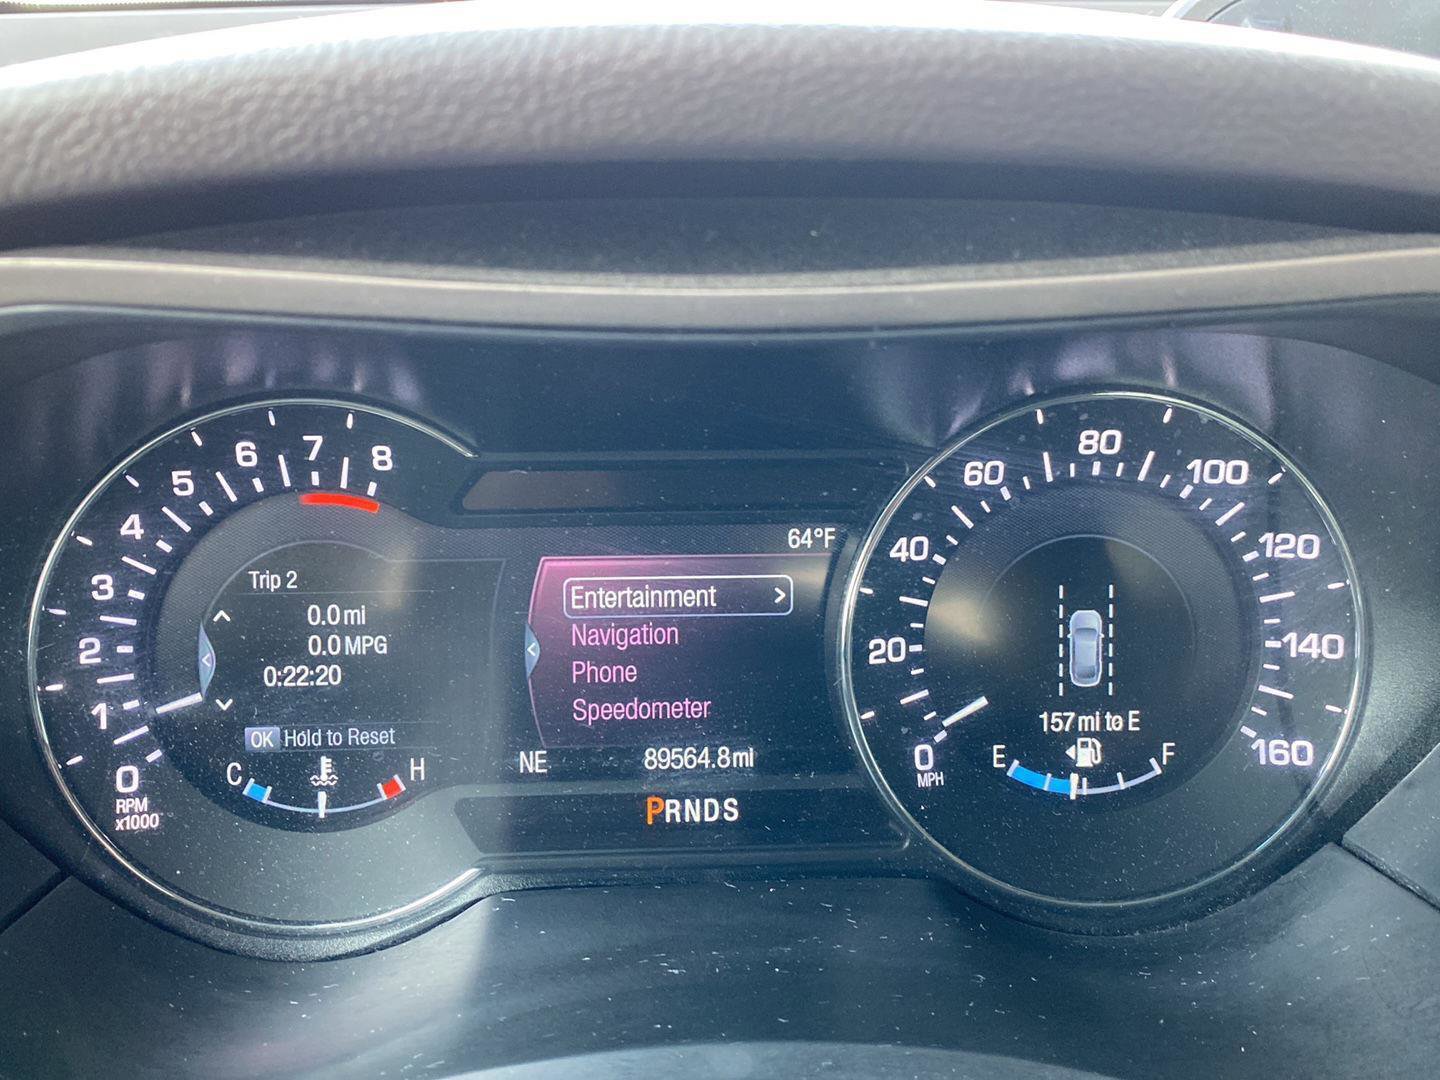 0
1
2
3
4
5
6
7
8
RPM
x1000
Trip 2
0.0 mi
0.0 MPG
0:22:20
OK Hold to Reset
C H
64°F
Entertainment >
Navigation
Phone
Speedometer
NE 89564.8 mi
PRNDS
0
20
40
60
80
100
120
140
160
MPH
157 mi to E
E F